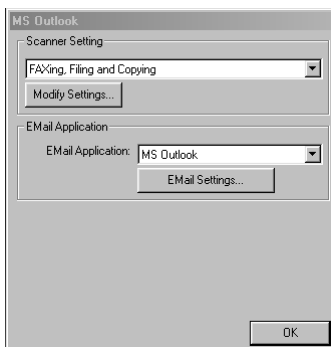 MS Outlook
Scanner Setting
FAXing, Filing and Copying
Modify Settings...
EMail Application
EMail Application: MS Outlook
EMail Settings...
OK